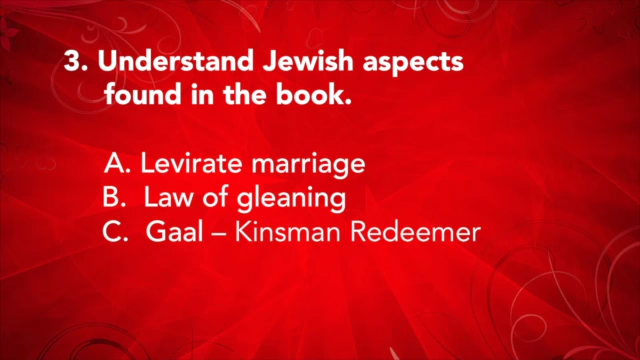 3. Understand Jewish aspects
found in the book.
A. Levirate marriage
B. Law of gleaning
C. Gaal – Kinsman Redeemer